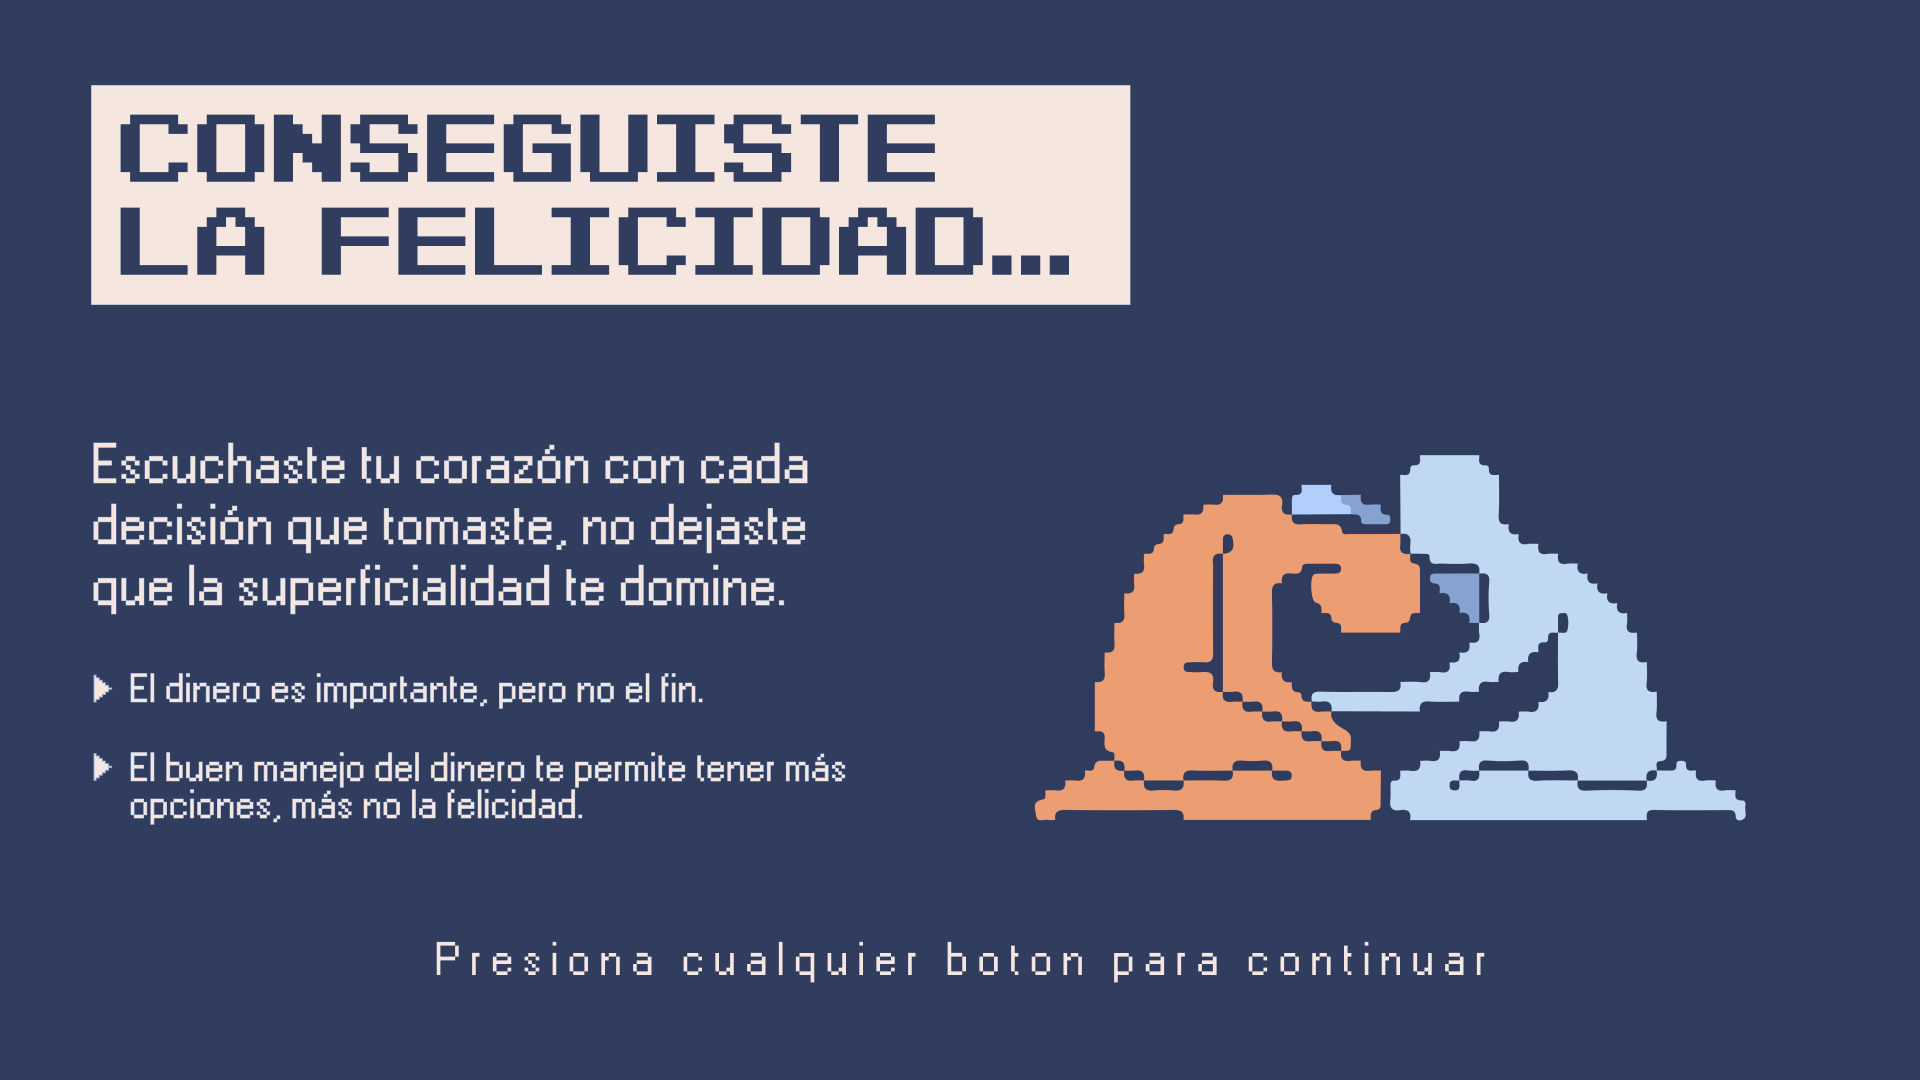 CONSEGUISTE
LA FELICIDAD...
Escuchaste tu corazón con cada
decisión que tomaste, no dejaste
que la superficialidad te domine.
El dinero es importante, pero no el fin.
El buen manejo del dinero te permite tener más
opciones, más no la felicidad.
Presiona cualquier boton para continuar